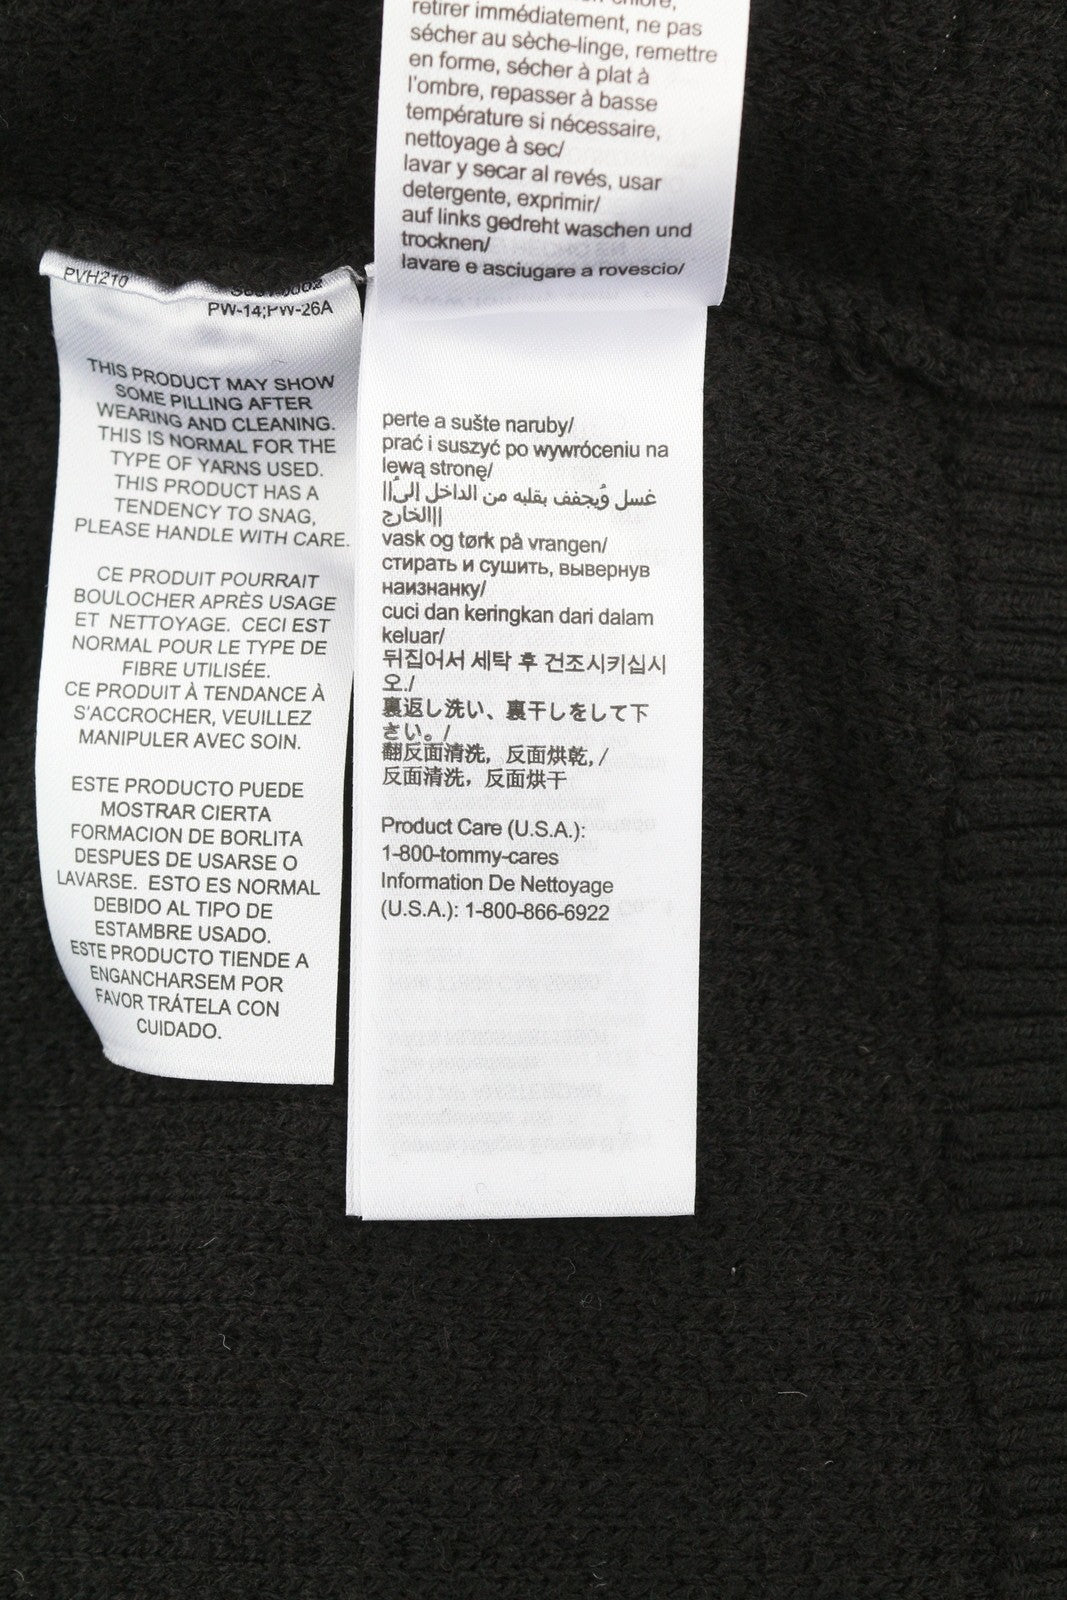 retirer immédiatement, ne pas
sécher au sèche-linge, remettre
en forme, sécher à plat à
l'ombre, repasser à basse
température si nécessaire,
nettoyage à sec/
lavar y secar al revés, usar
detergente, exprimir/
auf links gedreht waschen und
trocknen/
lavare e asciugare a rovescio/
PVH210
PW-14;PW-26A
THIS PRODUCT MAY SHOW
SOME PILLING AFTER
WEARING AND CLEANING.
THIS IS NORMAL FOR THE
TYPE OF YARNS USED.
THIS PRODUCT HAS A
TENDENCY TO SNAG,
PLEASE HANDLE WITH CARE.
CE PRODUIT POURRAIT
BOULOCHER APRÈS USAGE
ET NETTOYAGE. CECI EST
NORMAL POUR LE TYPE DE
FIBRE UTILISÉE.
CE PRODUIT À TENDANCE À
S'ACCROCHER, VEUILLEZ
MANIPULER AVEC SOIN.
ESTE PRODUCTO PUEDE
MOSTRAR CIERTA
FORMACION DE BORLITA
DESPUES DE USARSE O
LAVARSE. ESTO ES NORMAL
DEBIDO AL TIPO DE
ESTAMBRE USADO.
ESTE PRODUCTO TIENDE A
ENGANCHARSEM POR
FAVOR TRÁTELA CON
CUIDADO.
perte a sušte naruby/
prać i suszyć po wywróceniu na
lewą stronę/
غسل وُيجفف بقلبه من الداخل إلىُ||
||الخارج
vask og tørk på vrangen/
стирать и сушить, вывернув
наизнанку/
cuci dan keringkan dari dalam
keluar/
뒤집어서 세탁 후 건조시키십시
오./
裏返し洗い、裏干しをして下
さい。/
翻反面清洗，反面烘乾, /
反面清洗，反面烘干
Product Care (U.S.A.):
1-800-tommy-cares
Information De Nettoyage
(U.S.A.): 1-800-866-6922